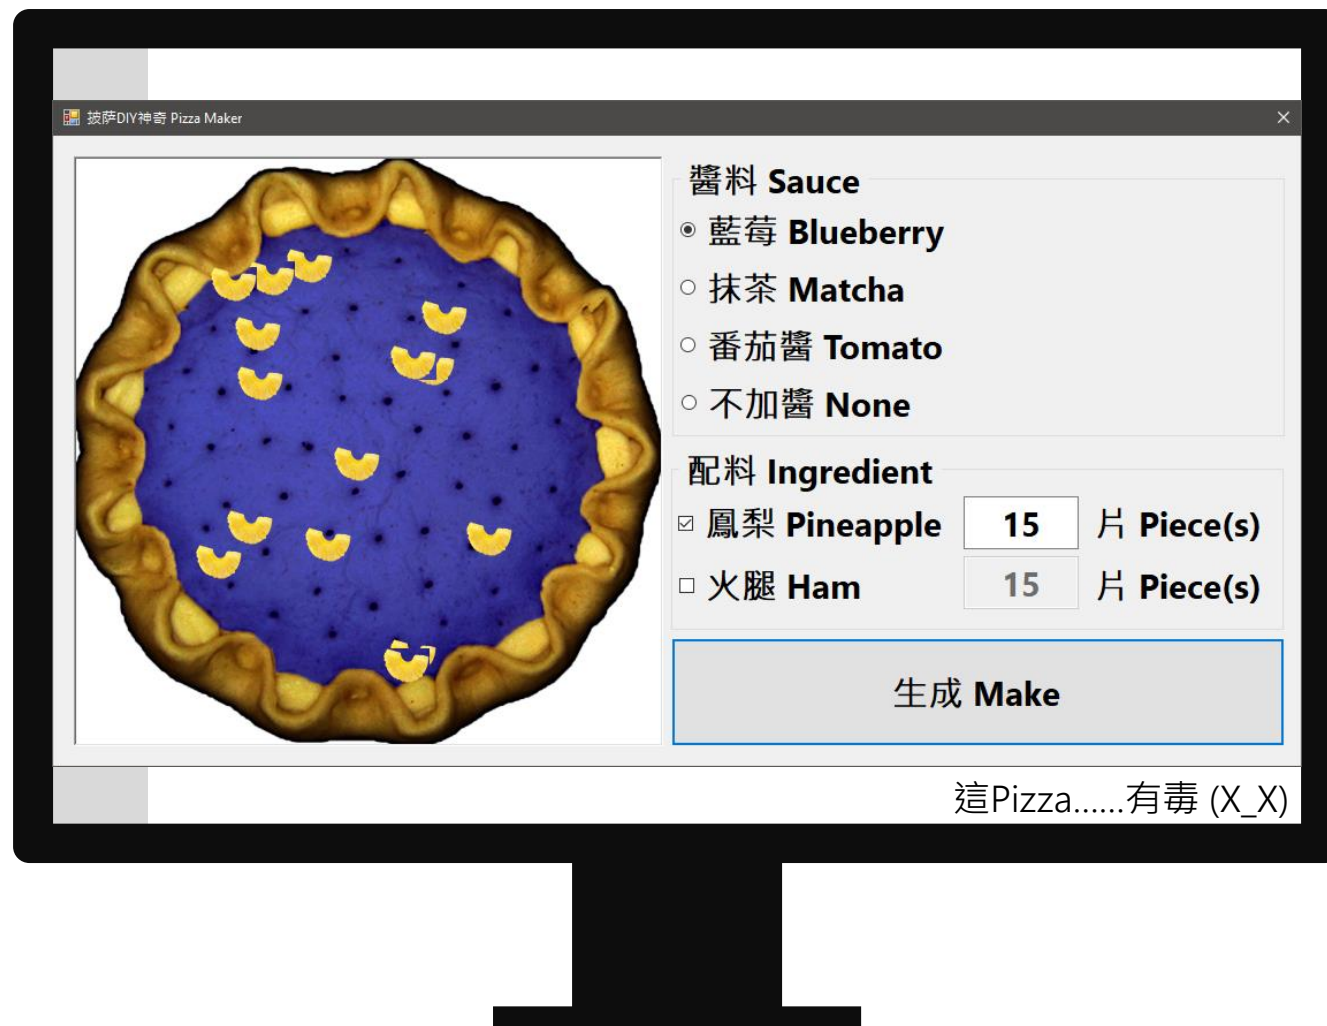 披萨DIY神奇 Pizza Maker
醬料 Sauce
藍莓 Blueberry
抹茶 Matcha
番茄醬 Tomato
不加醬 None
配料 Ingredient
鳳梨 Pineapple 15 片 Piece(s)
火腿 Ham 15 片 Piece(s)
生成 Make
這Pizza......有毒 (X_X)